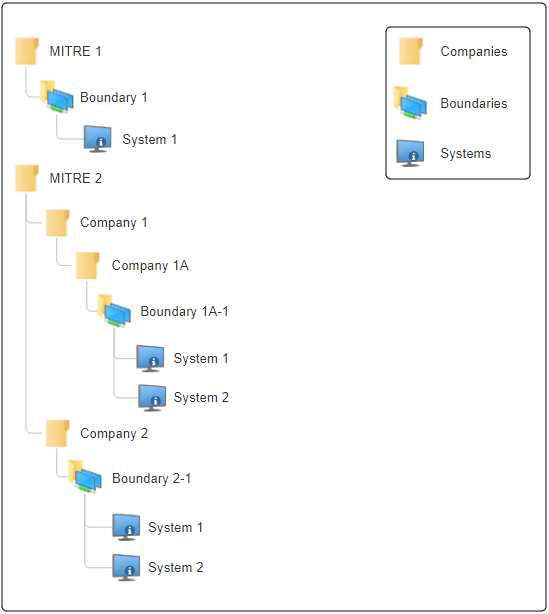 MITRE 1
Companies
Boundary 1
Boundaries
System 1
Systems
MITRE 2
Company 1
Company 1A
Boundary 1A-1
System 1
System 2
Company 2
Boundary 2-1
System 1
System 2